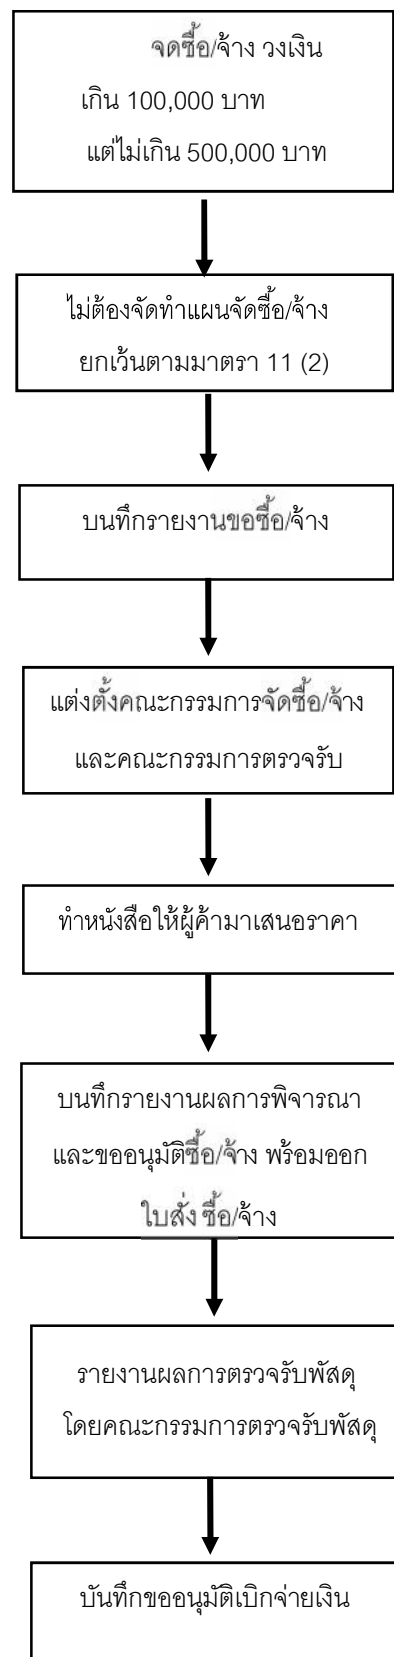 จดซื้อ/จ้าง วงเงิน
เกิน 100,000 บาท
แต่ไม่เกิน 500,000 บาท
ไม่ต้องจัดทำแผนจัดซื้อ/จ้าง
ยกเว้นตามมาตรา 11 (2)
บนทึกรายงานขอซื้อ/จ้าง
แต่งตั้งคณะกรรมการจัดซื้อ/จ้าง
และคณะกรรมการตรวจรับ
ทำหนังสือให้ผู้ค้ามาเสนอราคา
บนทึกรายงานผลการพิจารณา
และขออนุมัติซื้อ/จ้าง พร้อมออก
ใบสั่ง ซื้อ/จ้าง
รายงานผลการตรวจรับพัสดุ
โดยคณะกรรมการตรวจรับพัสดุ
บันทึกขออนุมัติเบิกจ่ายเงิน